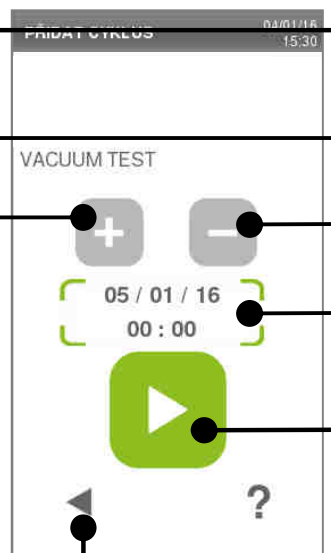 PŘIDAT CYKLUS
04/01/16
15:30
VACUUM TEST
05 / 01 / 16
00 : 00
?